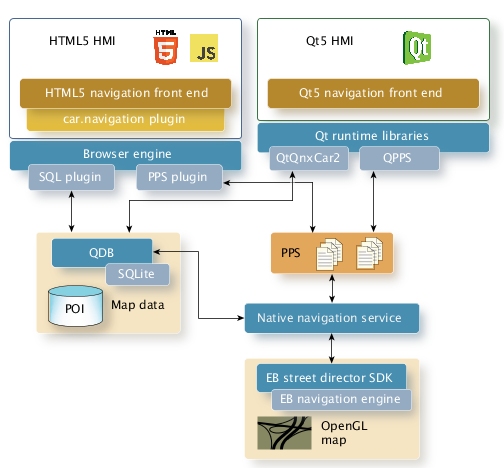 HTML5 HMI
HTML
5
JS
Qt5 HMI
Qt
HTML5 navigation front end
car.navigation plugin
Qt5 navigation front end
Browser engine
SQL plugin
PPS plugin
Qt runtime libraries
QtQnxCar2
QPPS
QDB
SQLite
POI
Map data
PPS
Native navigation service
EB street director SDK
EB navigation engine
OpenGL
map